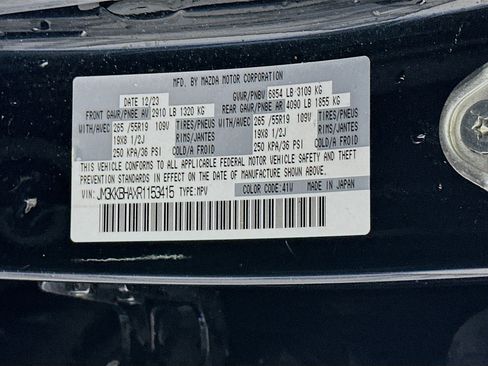 MFD. BY MAZDA MOTOR CORPORATION
DATE 12/23 GVWR/PNBV 6854 LB-3109 KG
FRONT GAWR/PNBE AV 2910 LB 1320 KG REAR GAWR/PNBE AR 4090 LB 1855 KG
WITH/AVEC 265 /55R19 109V TIRES/PNEUS WITH/AVEC 265 /55R19 109V TIRES/PNEUS
19X8 1/2J RIMS/JANTES 19X8 1/2J RIMS/JANTES
250 KPA/36 PSI COLD/A FROID 250 KPA/36 PSI COLD/A FROID
THIS VEHICLE CONFORMS TO ALL APPLICABLE FEDERAL MOTOR VEHICLE SAFETY, BUMPER, AND THEFT
PREVENTION STANDARDS IN EFFECT ON THE DATE OF MANUFACTURE SHOWN ABOVE.
VIN: JM3KKBHAXR1153415 TYPE:MPV COLOR CODE:41W MADE IN JAPAN